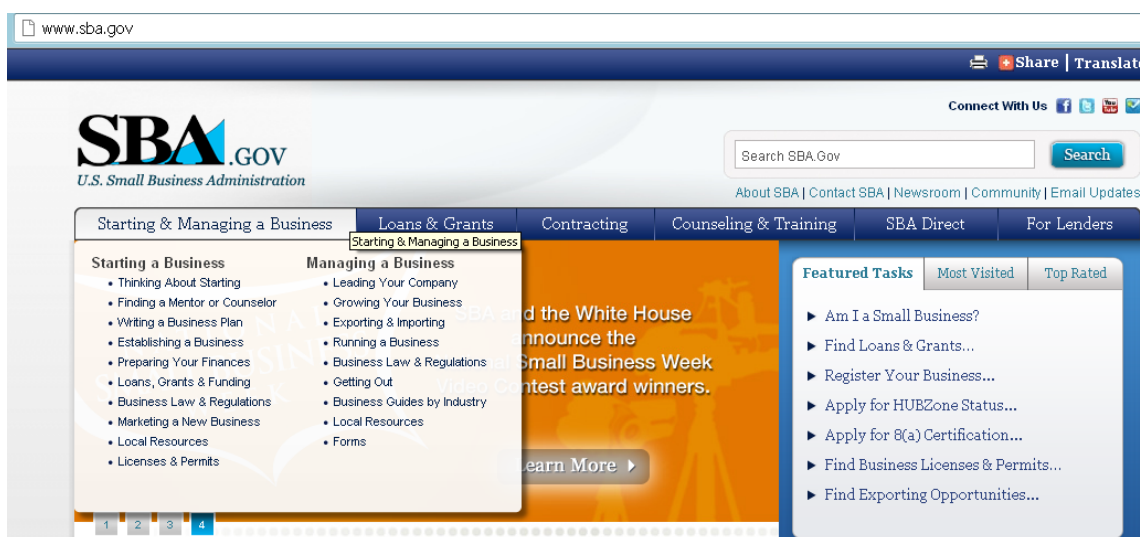 www.sba.gov
Share | Translate
Connect With Us
SBA.GOV
U.S. Small Business Administration
Search SBA.Gov
Search
About SBA | Contact SBA | Newsroom | Community | Email Updates
Starting & Managing a Business Loans & Grants Contracting Counseling & Training SBA Direct For Lenders
Starting & Managing a Business
Starting a Business
• Thinking About Starting
• Finding a Mentor or Counselor
• Writing a Business Plan
• Establishing a Business
• Preparing Your Finances
• Loans, Grants & Funding
• Business Law & Regulations
• Marketing a New Business
• Local Resources
• Licenses & Permits
Managing a Business
• Leading Your Company
• Growing Your Business
• Exporting & Importing
• Running a Business
• Business Law & Regulations
• Getting Out
• Business Guides by Industry
• Local Resources
• Forms
SBA and the White House
announce the
Small Business Week
Video Contest award winners.
Learn More
1 2 3 4
Featured Tasks Most Visited Top Rated
Am I a Small Business?
Find Loans & Grants...
Register Your Business...
Apply for HUBZone Status...
Apply for 8(a) Certification...
Find Business Licenses & Permits...
Find Exporting Opportunities...